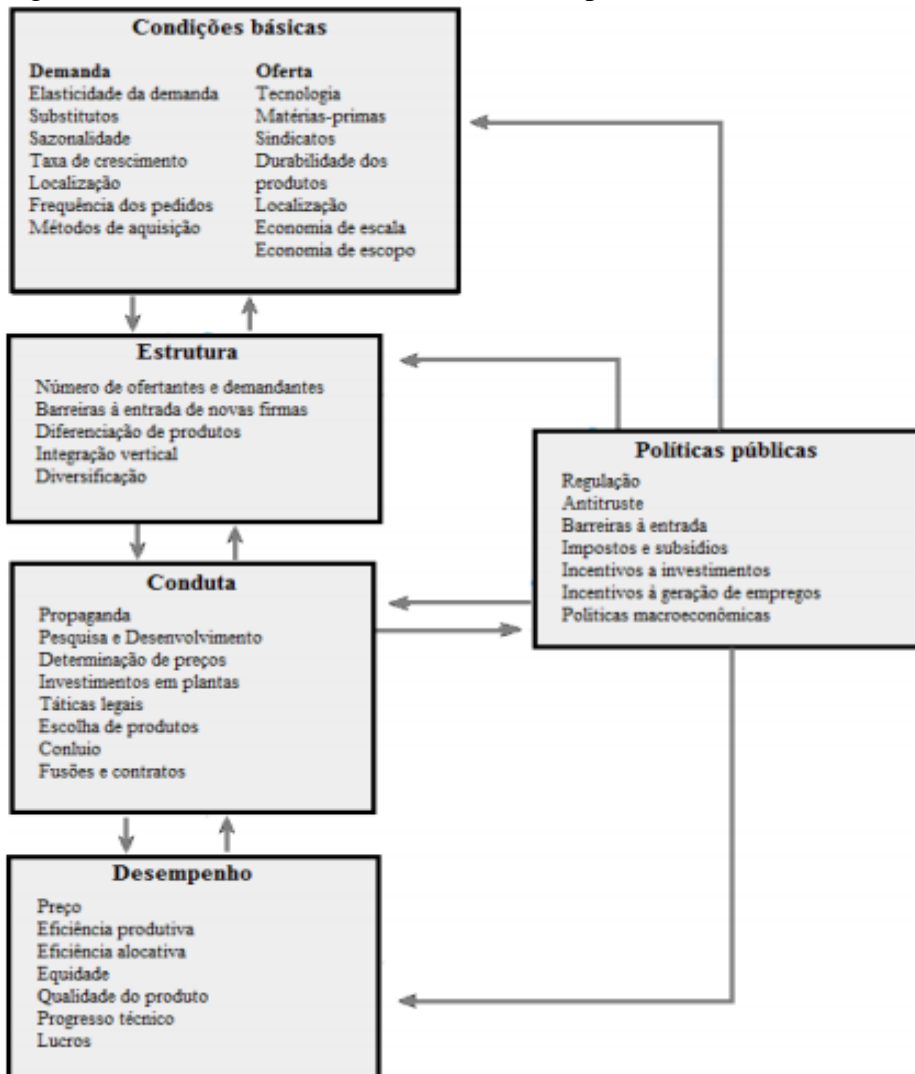 Condições básicas
Demanda
Elasticidade da demanda
Substitutos
Sazonalidade
Taxa de crescimento
Localização
Frequência dos pedidos
Métodos de aquisição
Oferta
Tecnologia
Matérias-primas
Sindicatos
Durabilidade dos
produtos
Localização
Economia de escala
Economia de escopo
Estrutura
Número de ofertantes e demandantes
Barreiras à entrada de novas firmas
Diferenciação de produtos
Integração vertical
Diversificação
Políticas públicas
Regulação
Antitruste
Barreiras à entrada
Impostos e subsídios
Incentivos a investimentos
Incentivos à geração de empregos
Políticas macroeconômicas
Conduta
Propaganda
Pesquisa e Desenvolvimento
Determinação de preços
Investimentos em plantas
Táticas legais
Escolha de produtos
Conluio
Fusões e contratos
Desempenho
Preço
Eficiência produtiva
Eficiência alocativa
Equidade
Qualidade do produto
Progresso técnico
Lucros